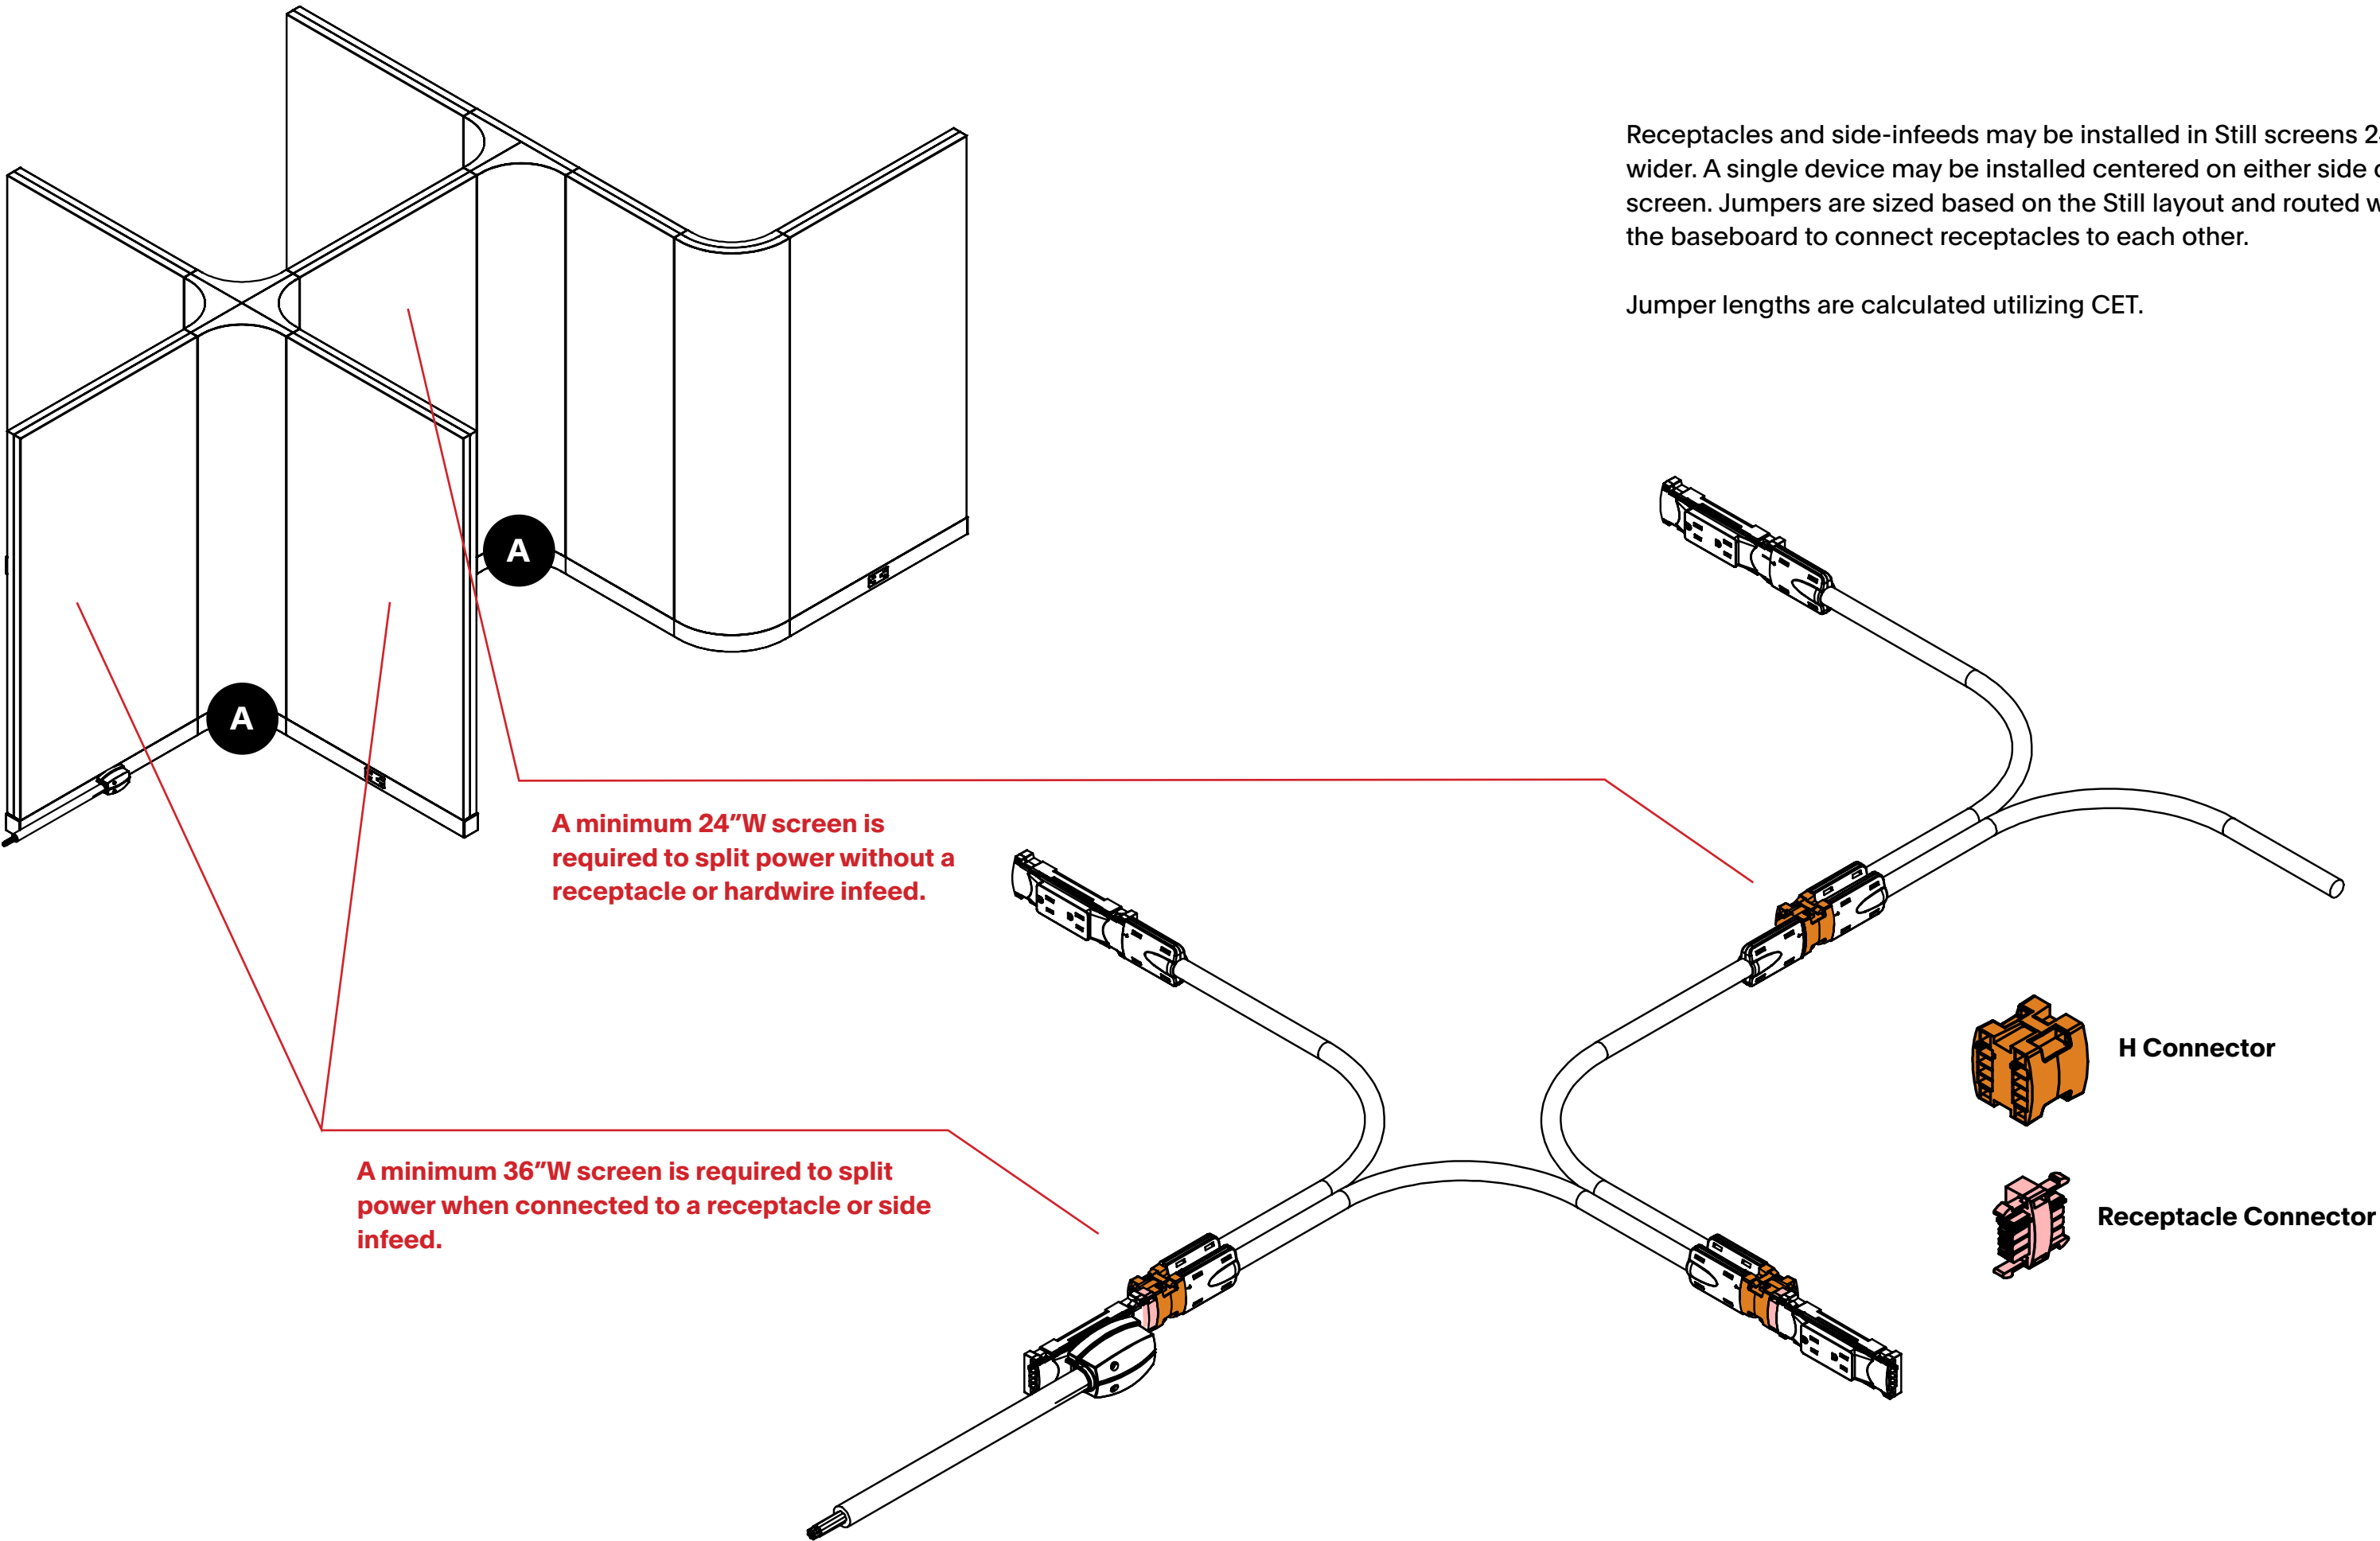 Receptacles and side-infeeds may be installed in Still screens
wider. A single device may be installed centered on either side
screen. Jumpers are sized based on the Still layout and routed
the baseboard to connect receptacles to each other.
Jumper lengths are calculated utilizing CET.
A
A
A minimum 24"W screen is
required to split power without a
receptacle or hardwire infeed.
H Connector
A minimum 36"W screen is required to split
power when connected to a receptacle or side
infeed.
Receptacle Connector